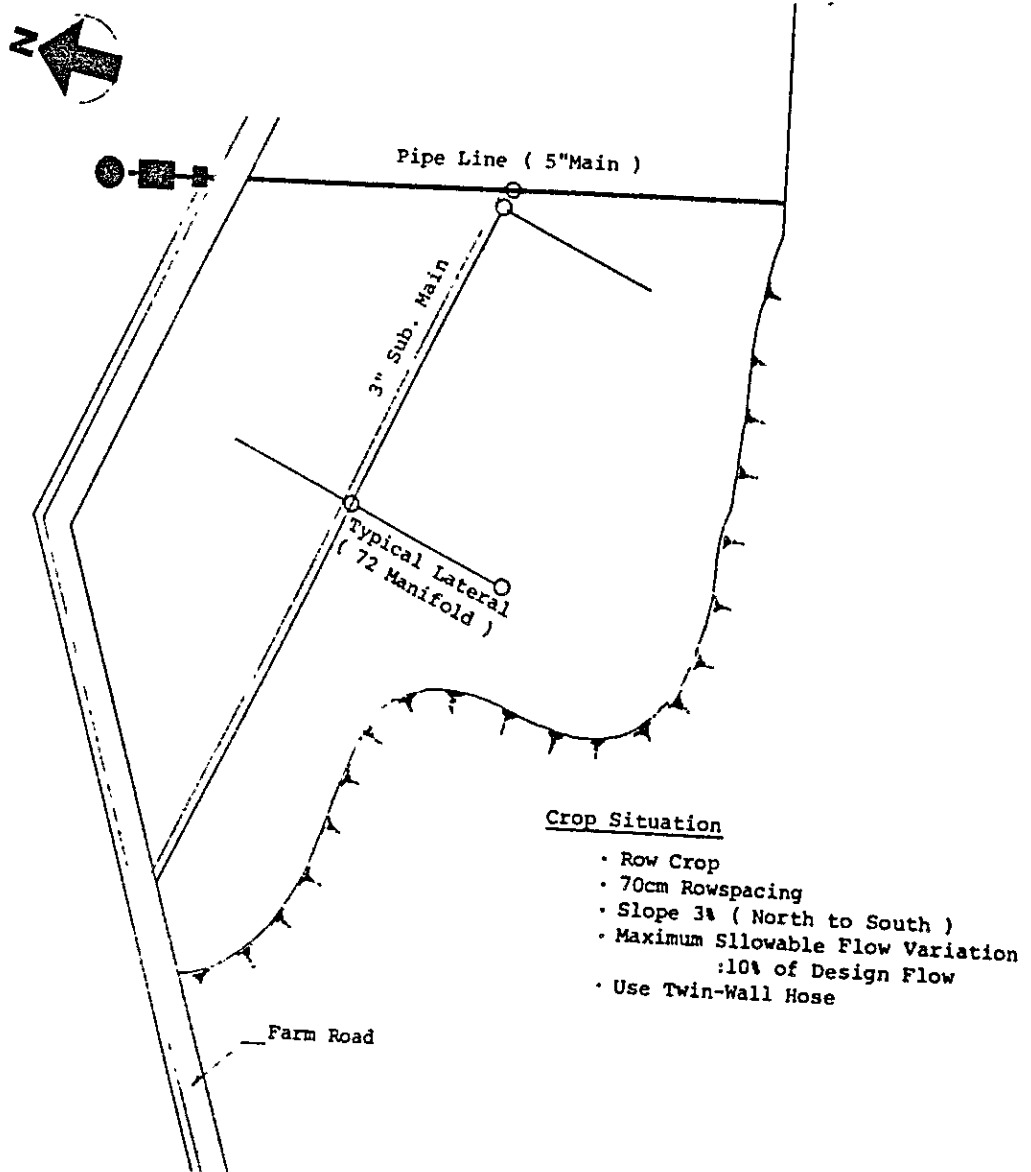 N
Pipe Line ( 5"Main )
3" Sub. Main
Typical Lateral
( 72 Manifold )
Crop Situation
· Row Crop
· 70cm Rowspacing
· Slope 3% ( North to South )
· Maximum Sllowable Flow Variation
:10% of Design Flow
· Use Twin-Wall Hose
Farm Road